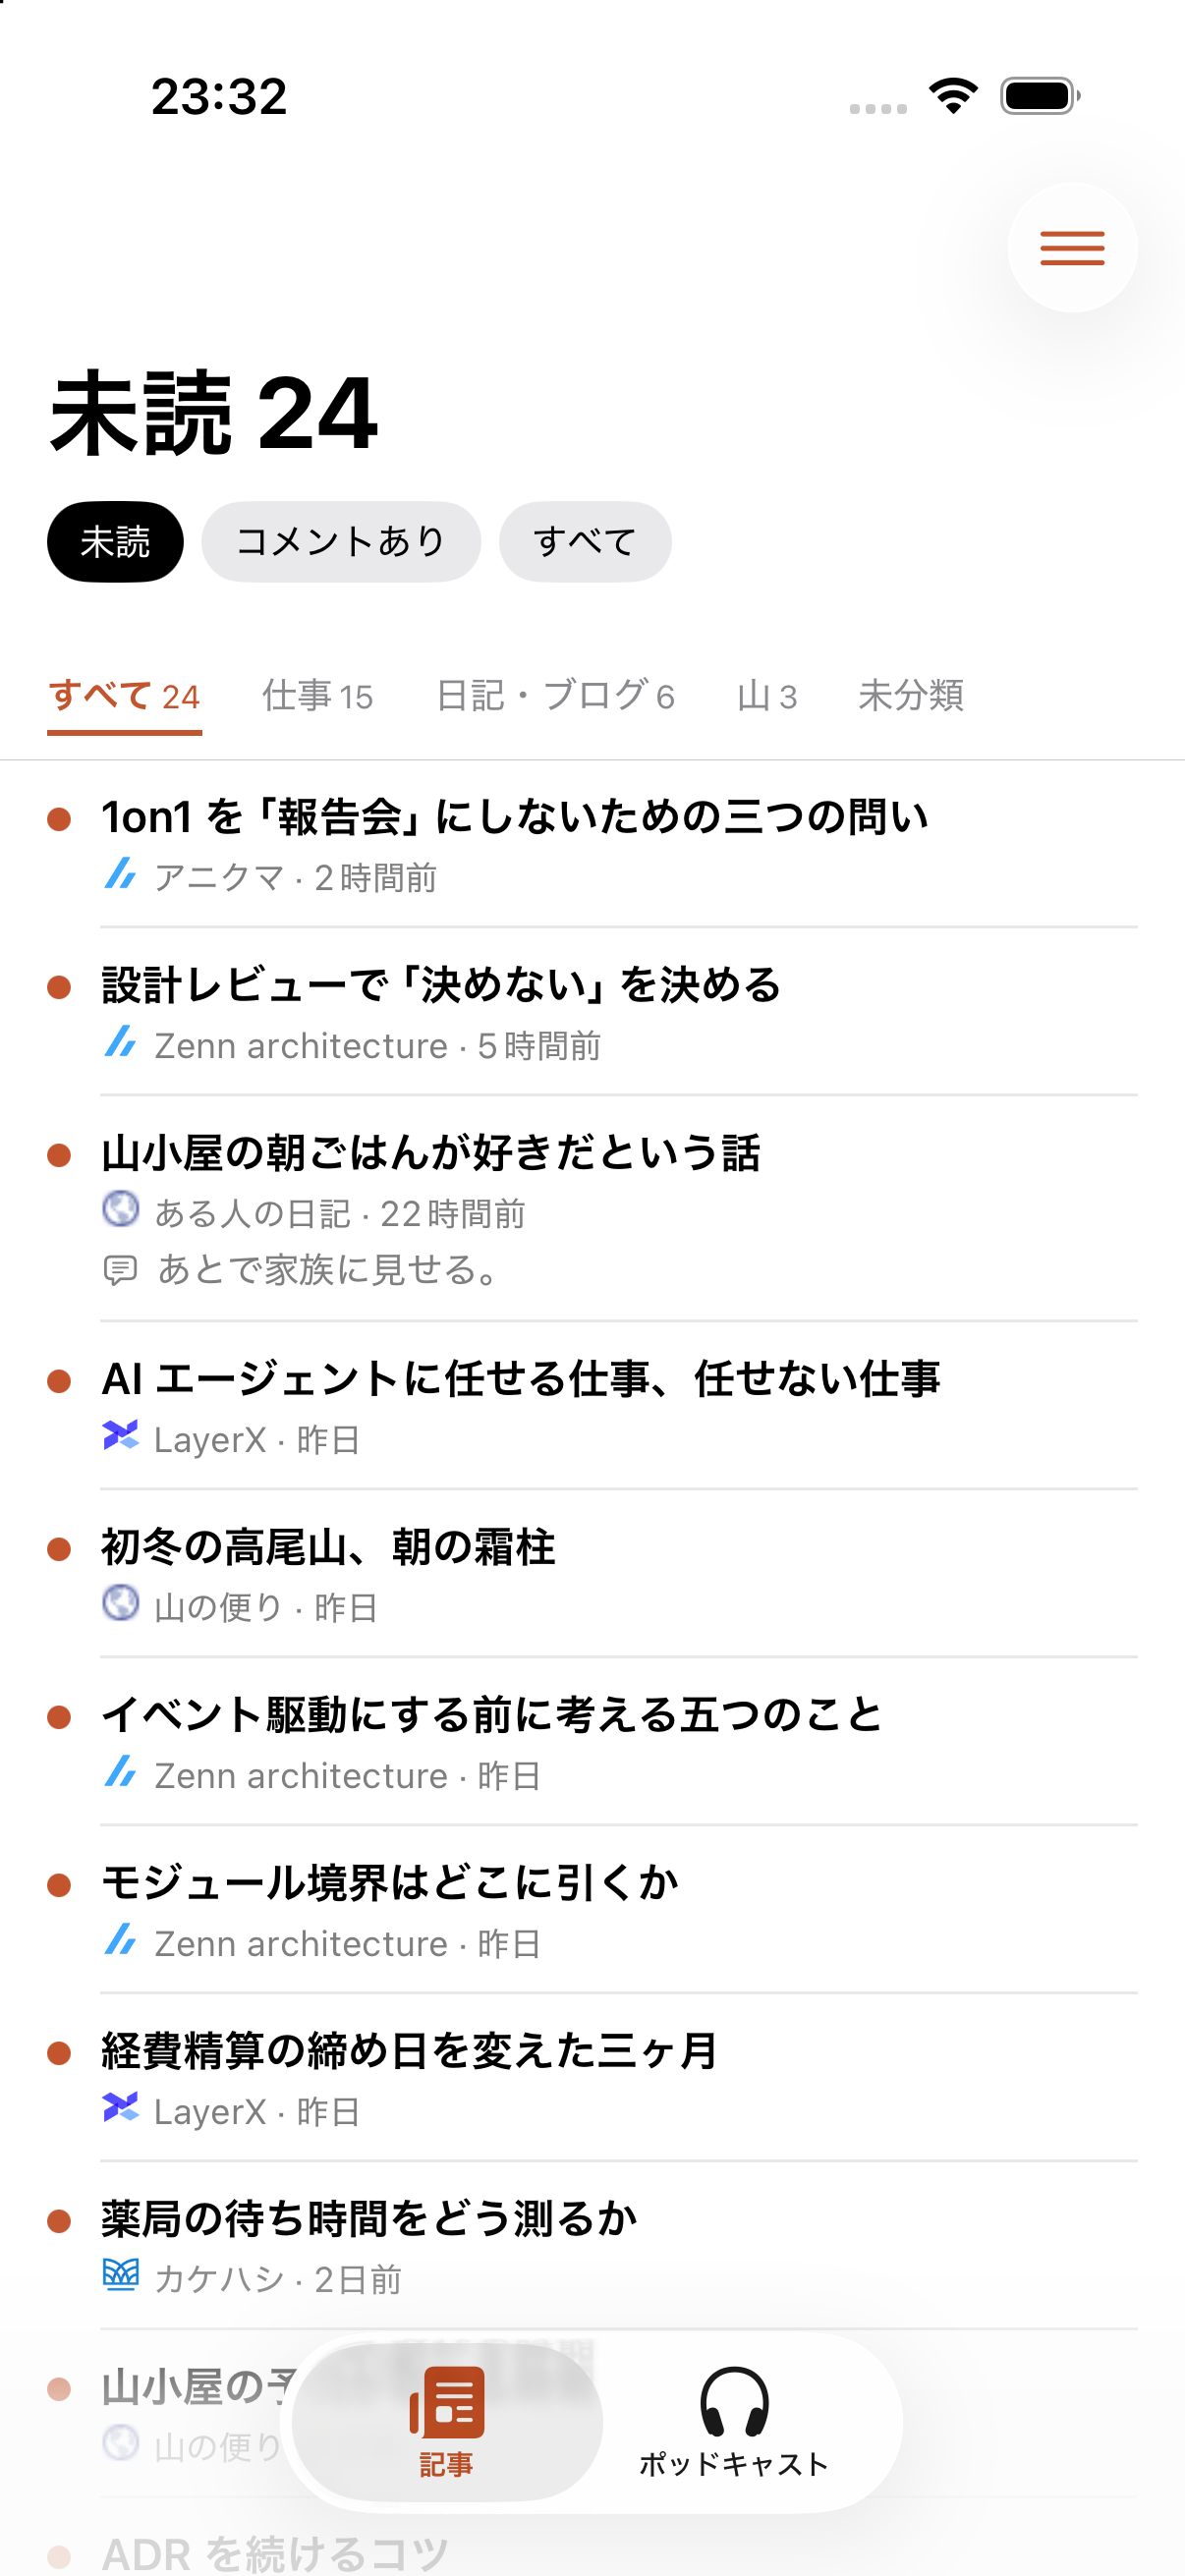 23:32
未読 24
未読 コメントあり すべて
すべて 24 仕事 15 日記・ブログ 6 山 3 未分類
1on1 を「報告会」にしないための三つの問い
アニクマ · 2 時間前
設計レビューで「決めない」を決める
Zenn architecture · 5 時間前
山小屋の朝ごはんが好きだという話
ある人の日記 · 22 時間前
あとで家族に見せる。
AI エージェントに任せる仕事、任せない仕事
LayerX · 昨日
初冬の高尾山、朝の霜柱
山の便り · 昨日
イベント駆動にする前に考える五つのこと
Zenn architecture · 昨日
モジュール境界はどこに引くか
Zenn architecture · 昨日
経費精算の締め日を変えた三ヶ月
LayerX · 昨日
薬局の待ち時間をどう測るか
カケハシ · 2日前
山小屋の予
山の便り
記事 ポッドキャスト
ADR を続けるコツ